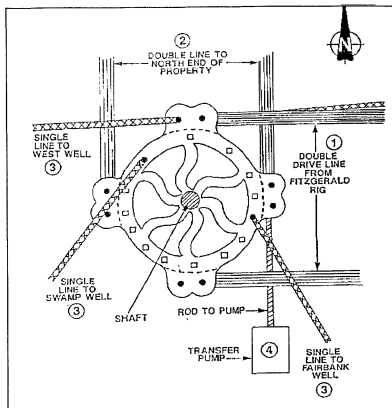 ②
DOUBLE LINE TO
NORTH END OF
PROPERTY
N
SINGLE
LINE TO
WEST WELL
③
①
DOUBLE
DRIVE LINE
FROM
FITZGERALD
RIG
SINGLE
LINE TO
SWAMP WELL
③
SHAFT
ROD TO PUMP
TRANSFER
PUMP
④
SINGLE
LINE TO
FAIRBANK
WELL
③